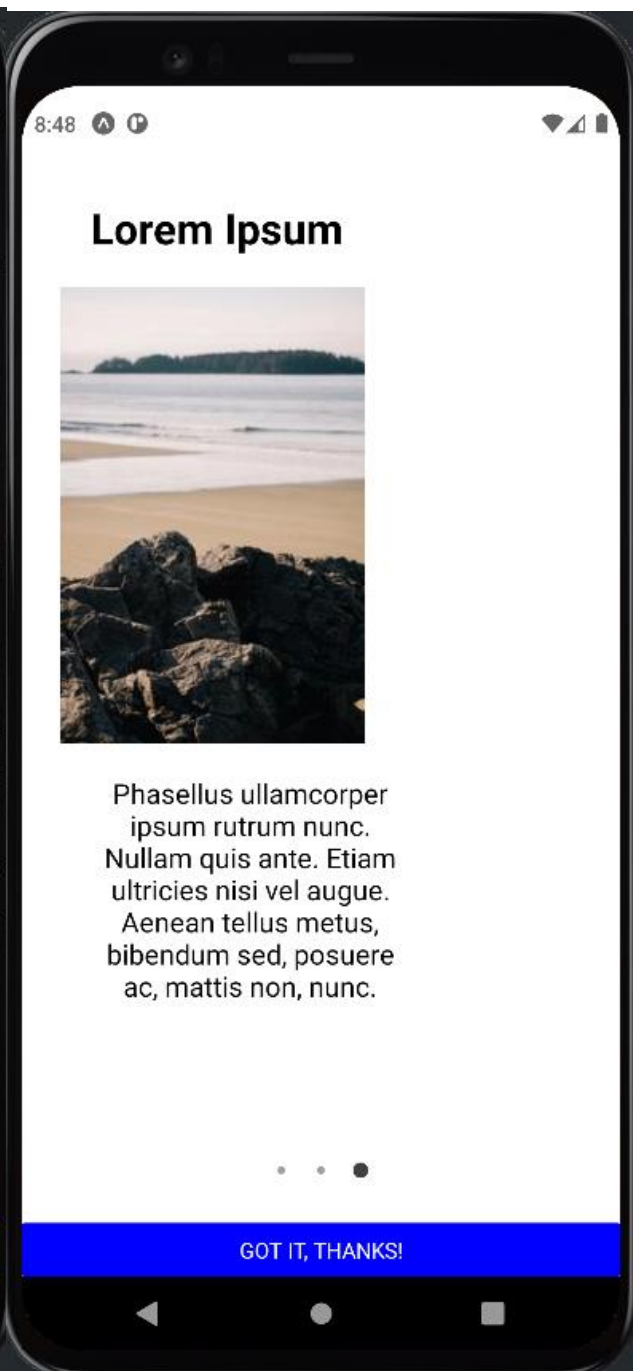 8:48
Lorem Ipsum
Phasellus ullamcorper
ipsum rutrum nunc.
Nullam quis ante. Etiam
ultricies nisi vel augue.
Aenean tellus metus,
bibendum sed, posuere
ac, mattis non, nunc.
GOT IT, THANKS!